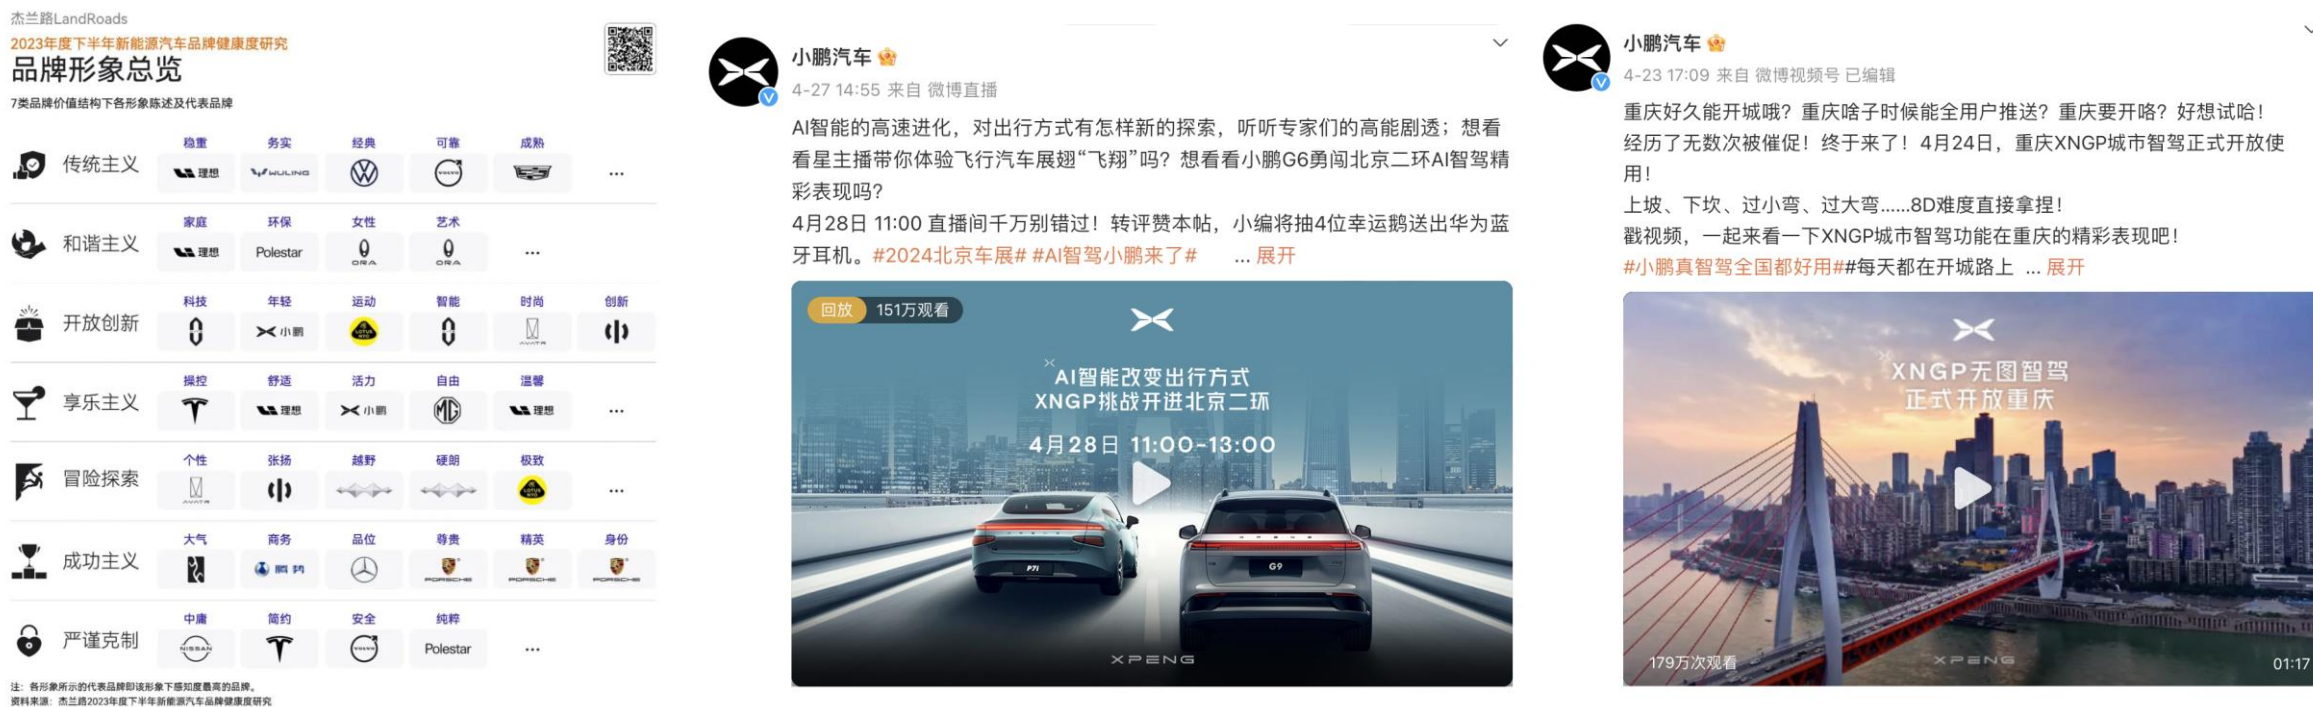 杰兰路LandRoads
2023年度下半年新能源汽车品牌健康度研究
品牌形象总览
7类品牌价值结构下各形象陈述及代表品牌
稳重 务实 经典 可靠 成熟
传统主义
理想 WULING VOLVO ...
家庭 环保 女性 艺术
和谐主义
理想 Polestar ORA ORA ...
科技 年轻 运动 智能 时尚 创新
开放创新
小鹏 LOTUS AVATR
操控 舒适 活力 自由 温馨
享乐主义
理想 小鹏 MG 理想 ...
个性 张扬 越野 硬朗 极致
冒险探索
AVATR LOTUS ...
大气 商务 品位 尊贵 精英 身份
成功主义
腾势 PORSCHE PORSCHE PORSCHE
中庸 简约 安全 纯粹
严谨克制
NISSAN VOLVO Polestar ...
注：各形象所示的代表品牌即该形象下感知度最高的品牌。
资料来源：杰兰路2023年度下半年新能源汽车品牌健康度研究
小鹏汽车
4-27 14:55 来自 微博直播
AI智能的高速进化，对出行方式有怎样新的探索，听听专家们的高能剧透；想看
看星主播带你体验飞行汽车展翅“飞翔”吗？想看看小鹏G6勇闯北京二环AI智驾精
彩表现吗？
4月28日 11:00 直播间千万别错过！转评赞本帖，小编将抽4位幸运鹅送出华为蓝
牙耳机。#2024北京车展# #AI智驾小鹏来了# ... 展开
回放 151万观看
AI智能改变出行方式
XNGP挑战开进北京二环
4月28日 11:00-13:00
P7i
G9
XPENG
小鹏汽车
4-23 17:09 来自 微博视频号 已编辑
重庆好久能开城哦？重庆啥子时候能全用户推送？重庆要开咯？好想试哈！
经历了无数次被催促！终于来了！4月24日，重庆XNGP城市智驾正式开放使
用！
上坡、下坎、过小弯、过大弯……8D难度直接拿捏！
戳视频，一起来看一下XNGP城市智驾功能在重庆的精彩表现吧！
#小鹏真智驾全国都好用##每天都在开城路上 ... 展开
XNGP无图智驾
正式开放重庆
179万次观看
XPENG
01:17